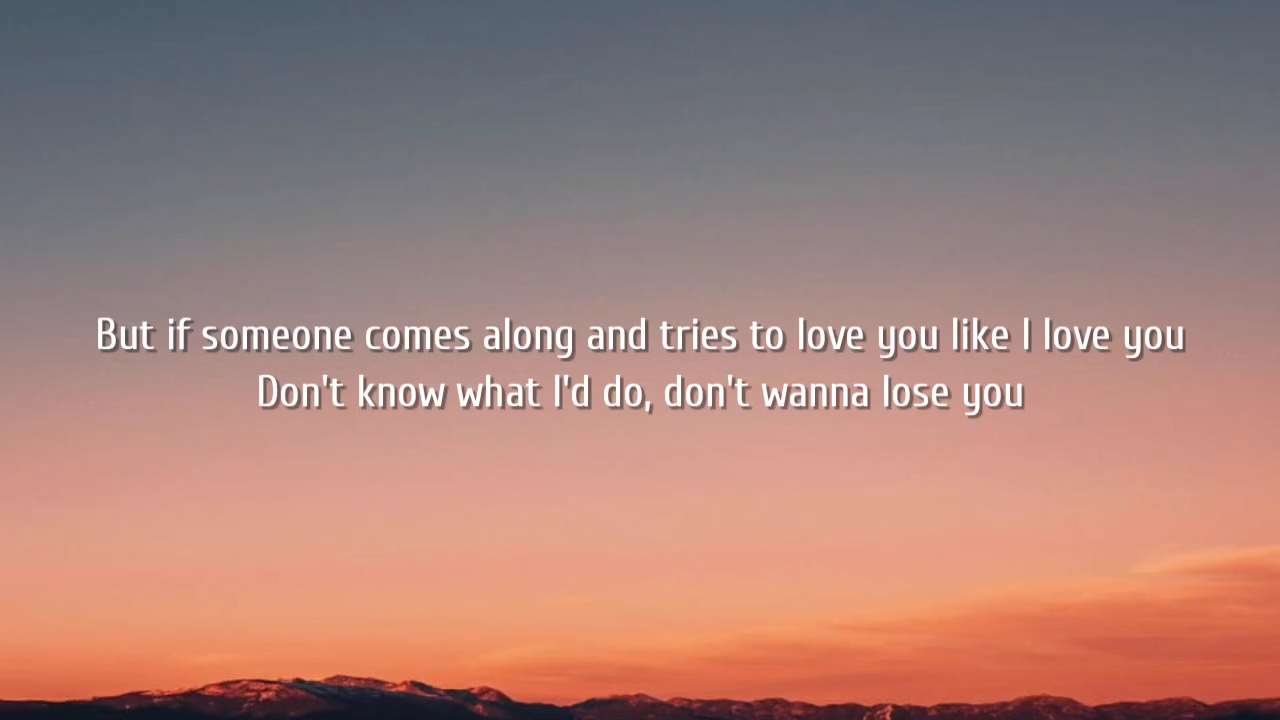 But if someone comes along and tries to love you like I love you
Don't know what I'd do, don't wanna lose you